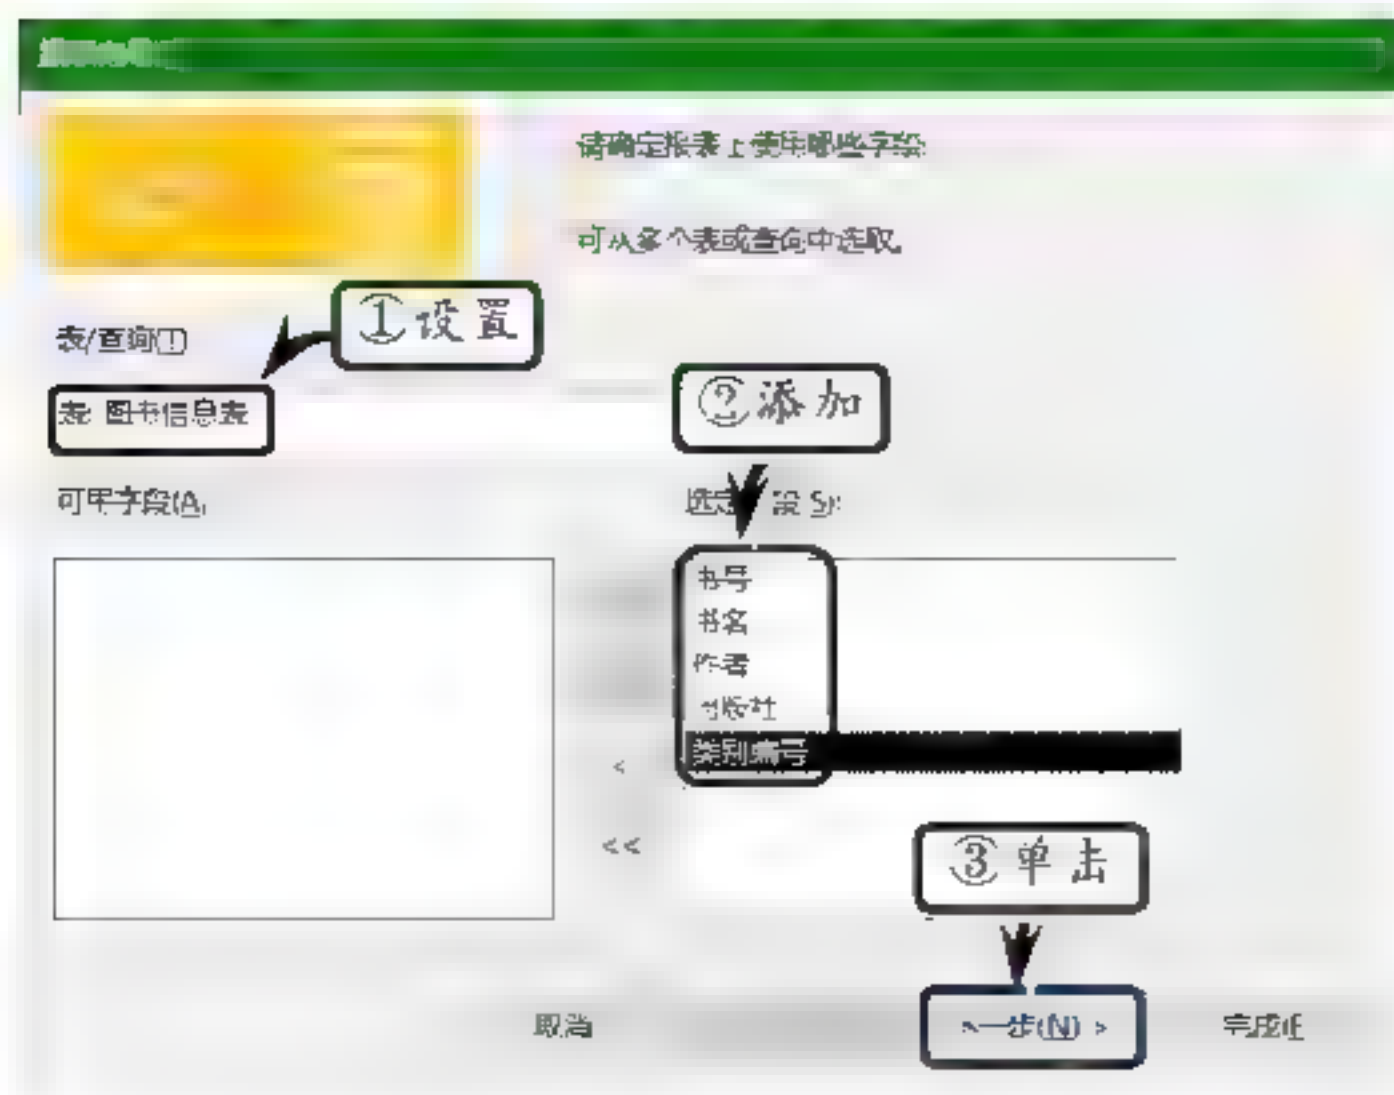 请确定报表上使用哪些字段:
可从多个表或查询中选取。
①设置
表/查询(T)
②添加
表: 图书信息表
可用字段(A)
选定 段(S):
书号
书名
作者
出版社
类别编号
<
<<
③单击
取消
下一步(N) >
完成(F